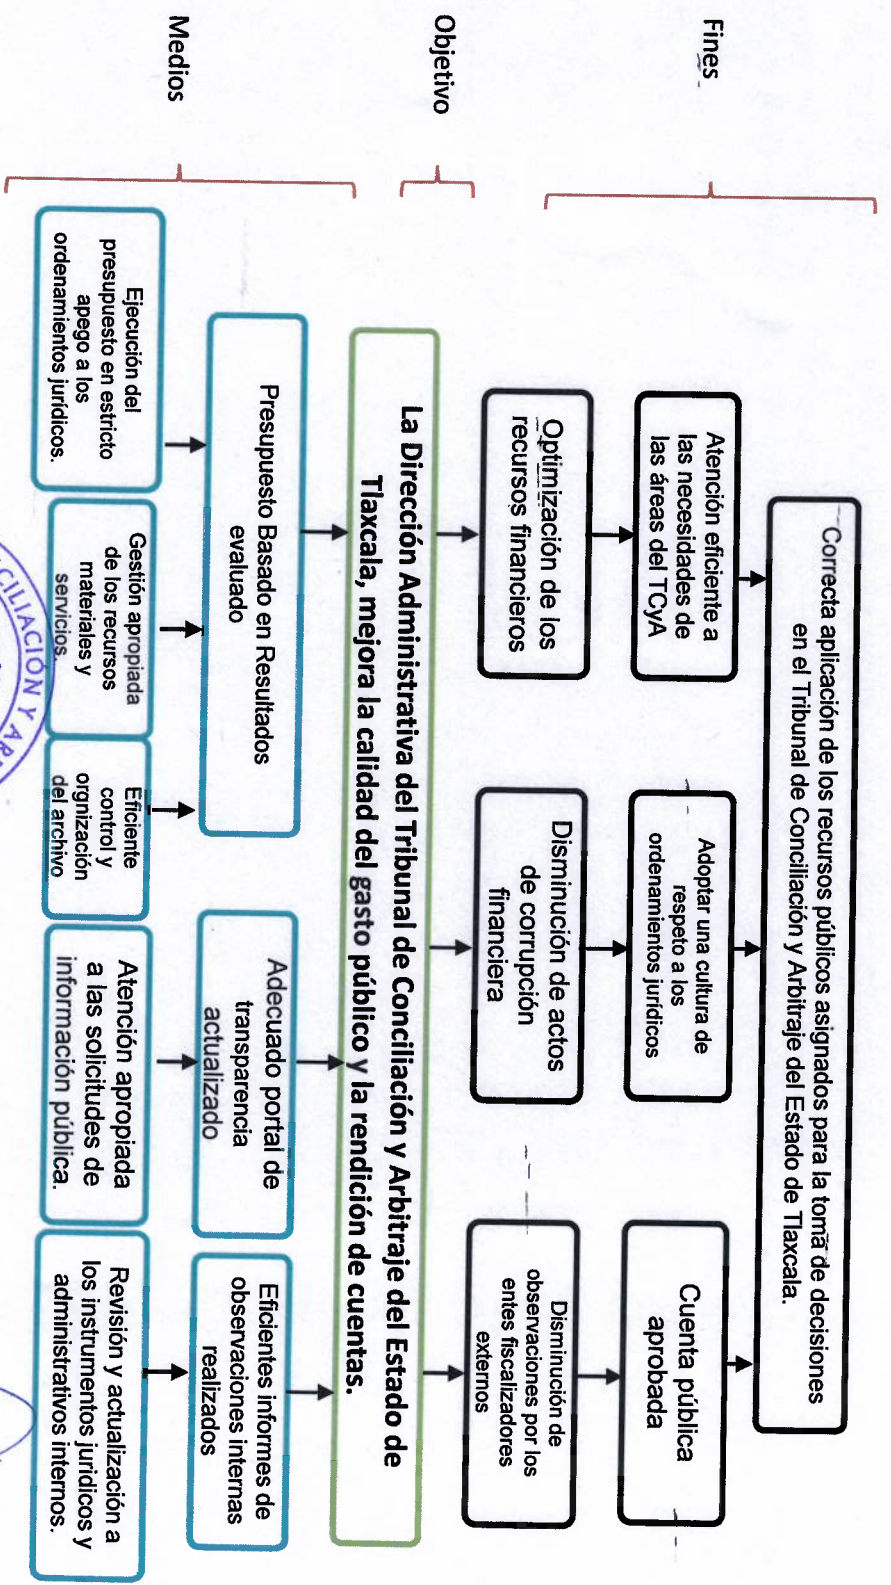 Fines
Correcta aplicación de los recursos públicos asignados para la toma de decisiones
en el Tribunal de Conciliación y Arbitraje del Estado de Tlaxcala.
Atención eficiente a
las necesidades de
las áreas del TCyA
Adoptar una cultura de
respeto a los
ordenamientos jurídicos
Cuenta pública
aprobada
Optimización de los
recursos financieros
Disminución de actos
de corrupción
financiera
Disminución de
observaciones por los
entes fiscalizadores
externos
Objetivo
La Dirección Administrativa del Tribunal de Conciliación y Arbitraje del Estado de
Tlaxcala, mejora la calidad del gasto público y la rendición de cuentas.
Medios
Presupuesto Basado en Resultados
evaluado
Adecuado portal de
transparencia
actualizado
Eficientes informes de
observaciones internas
realizados
Ejecución del
presupuesto en estricto
apego a los
ordenamientos jurídicos.
Gestión apropiada
de los recursos
materiales y
servicios.
Eficiente
control y
orgnización
del archivo
Atención apropiada
a las solicitudes de
información pública.
Revisión y actualización a
los instrumentos juridicos y
administrativos internos.
CILIACIÓN Y